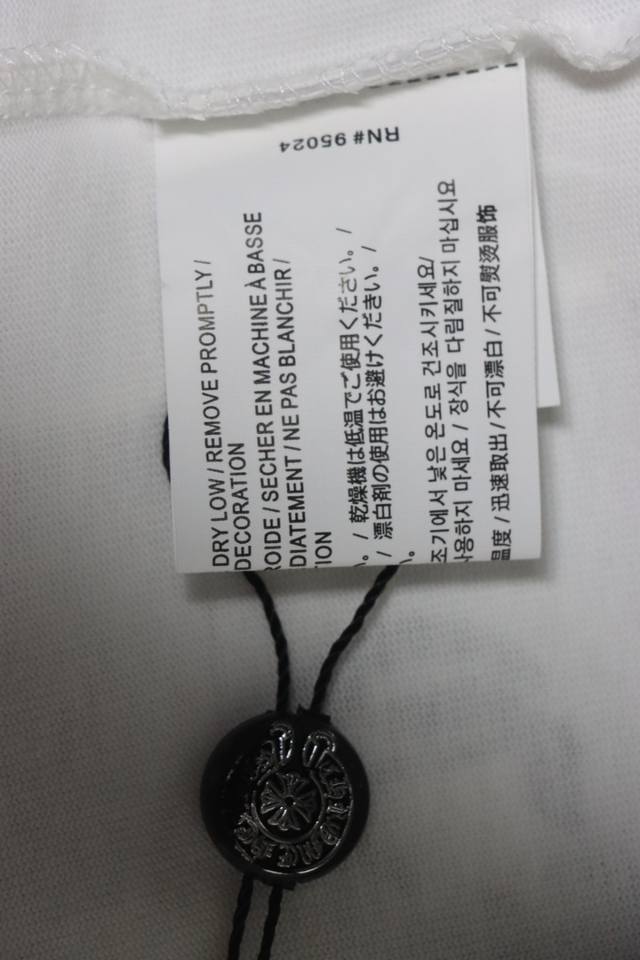 RN# 95024
DRY LOW / REMOVE PROMPTLY /
DECORATION
ROIDE / SECHER EN MACHINE À BASSE
DIATEMENT / NE PAS BLANCHIR /
ION
。 / 乾燥機は低温でご使用ください。 /
/ 漂白剤の使用はお避けください。 /
。
조기에서 낮은 온도로 건조시키세요/
사용하지 마세요 / 장식을 다림질하지 마십시요
温度 / 迅速取出 / 不可漂白 / 不可熨烫服饰